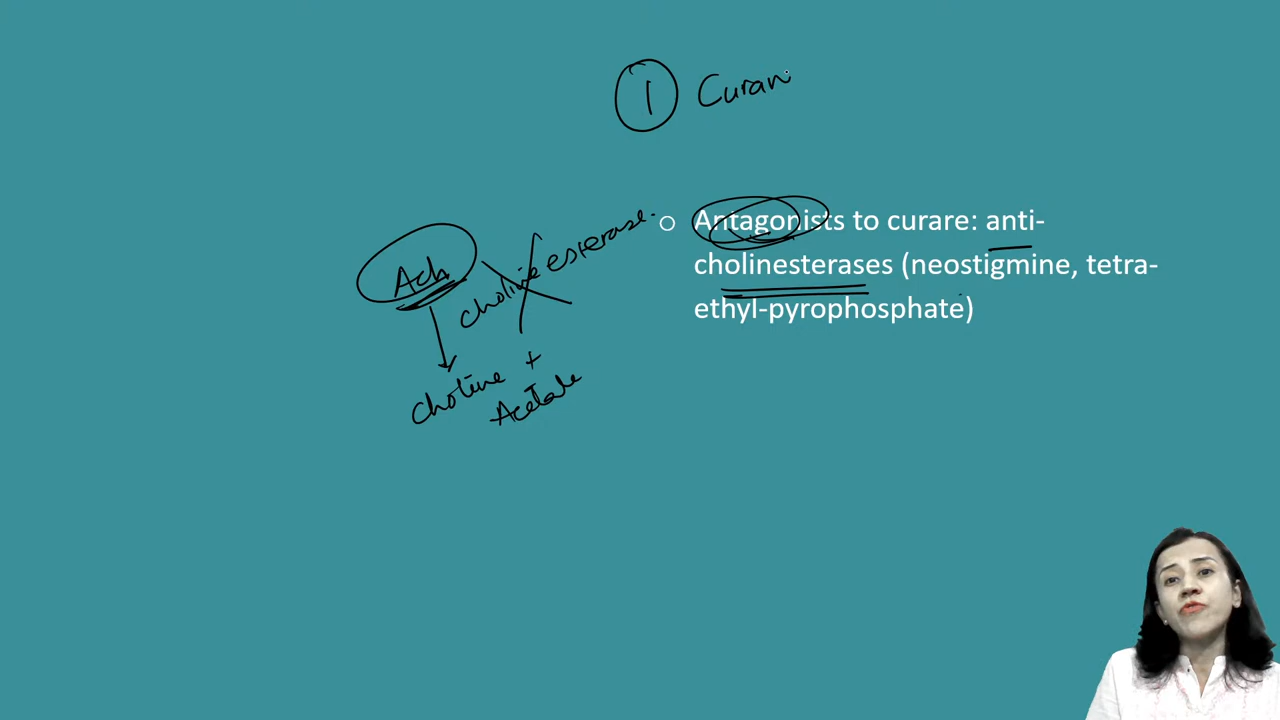 1 Curar
Antagonists to curare: anti-
cholinesterases (neostigmine, tetra-
ethyl-pyrophosphate)
Ach
cholinesterase.
choline +
Acetate